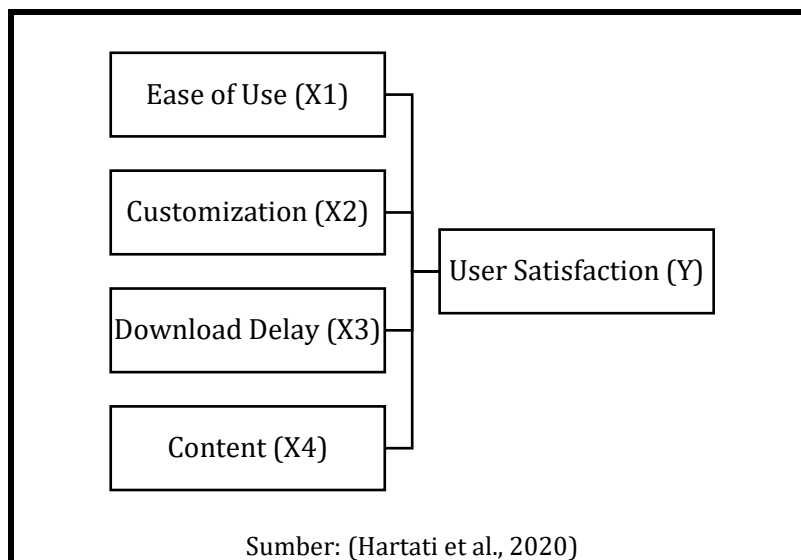 Ease of Use (X1)
Customization (X2)
Download Delay (X3)
Content (X4)
User Satisfaction (Y)
Sumber: (Hartati et al., 2020)